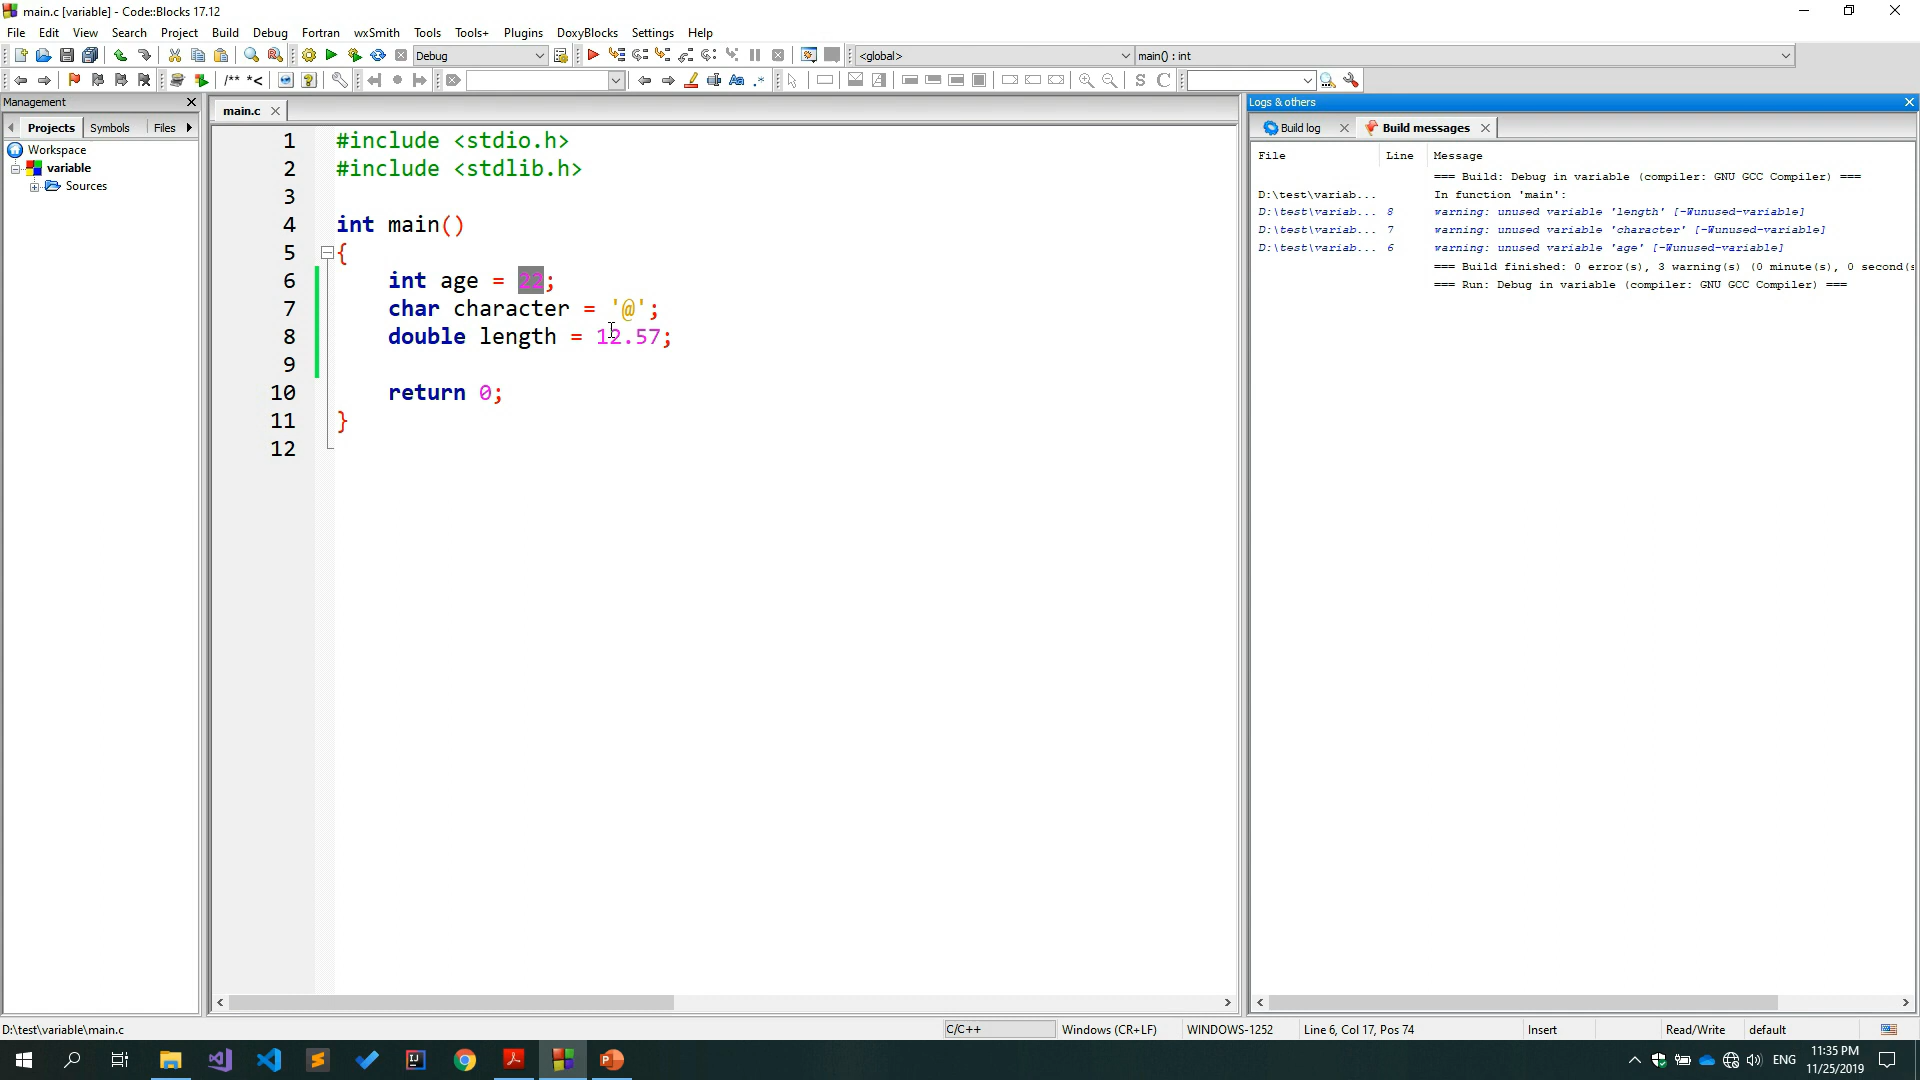 main.c [variable] - Code::Blocks 17.12
File Edit View Search Project Build Debug Fortran wxSmith Tools Tools+ Plugins DoxyBlocks Settings Help
Debug <global> main() : int
/** *<
Management Logs & others
main.c
Projects Symbols Files
Build log Build messages
Workspace
variable
Sources
1 #include <stdio.h>
2 #include <stdlib.h>
3
4 int main()
5 {
6 int age = 22;
7 char character = '@';
8 double length = 12.57;
9
10 return 0;
11 }
12
File Line Message
=== Build: Debug in variable (compiler: GNU GCC Compiler) ===
D:\test\variab... In function 'main':
D:\test\variab... 8 warning: unused variable 'length' [-Wunused-variable]
D:\test\variab... 7 warning: unused variable 'character' [-Wunused-variable]
D:\test\variab... 6 warning: unused variable 'age' [-Wunused-variable]
=== Build finished: 0 error(s), 3 warning(s) (0 minute(s), 0 second(s
=== Run: Debug in variable (compiler: GNU GCC Compiler) ===
D:\test\variable\main.c C/C++ Windows (CR+LF) WINDOWS-1252 Line 6, Col 17, Pos 74 Insert Read/Write default
ENG 11:35 PM
11/25/2019